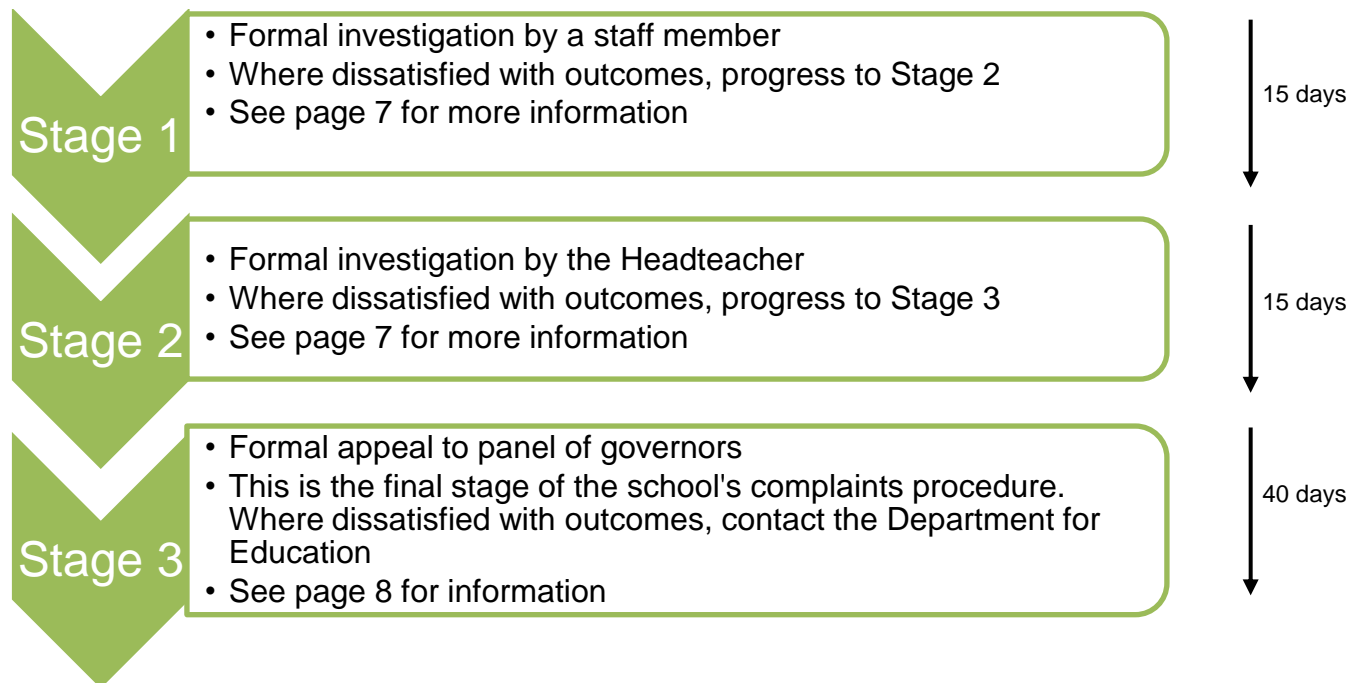 Stage 1
• Formal investigation by a staff member
• Where dissatisfied with outcomes, progress to Stage 2
• See page 7 for more information
15 days
Stage 2
• Formal investigation by the Headteacher
• Where dissatisfied with outcomes, progress to Stage 3
• See page 7 for more information
15 days
Stage 3
• Formal appeal to panel of governors
• This is the final stage of the school's complaints procedure.
Where dissatisfied with outcomes, contact the Department for
Education
• See page 8 for information
40 days